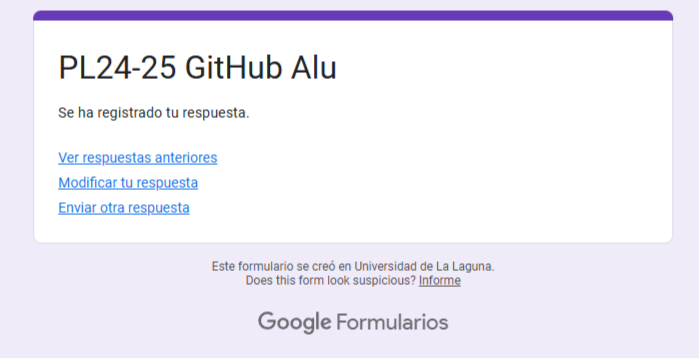 PL24-25 GitHub Alu
Se ha registrado tu respuesta.
Ver respuestas anteriores
Modificar tu respuesta
Enviar otra respuesta
Este formulario se creó en Universidad de La Laguna.
Does this form look suspicious? Informe
Google Formularios